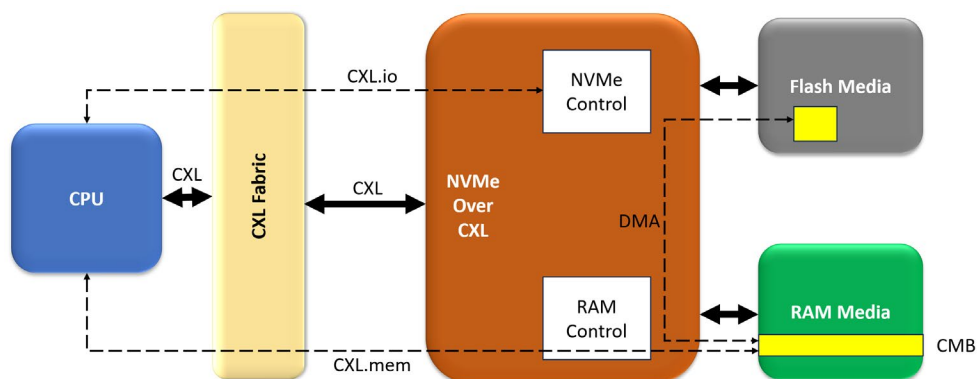 CXL.io
NVMe
Control
Flash Media
CPU
CXL
CXL Fabric
CXL
NVMe
Over
CXL
DMA
RAM
Control
RAM Media
CMB
CXL.mem